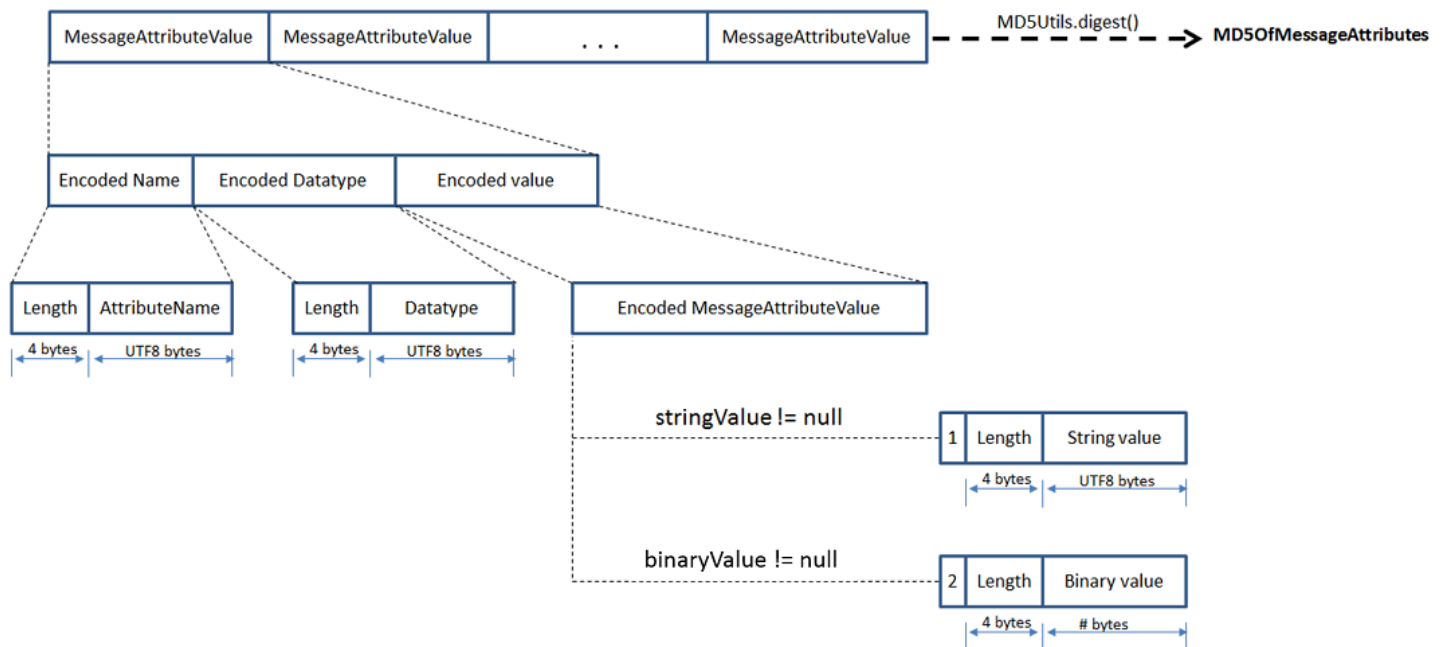 MessageAttributeValue MessageAttributeValue . . . MessageAttributeValue MD5Utils.digest() MD5OfMessageAttributes
Encoded Name Encoded Datatype Encoded value
Length AttributeName Length Datatype Encoded MessageAttributeValue
4 bytes UTF8 bytes 4 bytes UTF8 bytes
stringValue != null
1 Length String value
4 bytes UTF8 bytes
binaryValue != null
2 Length Binary value
4 bytes # bytes